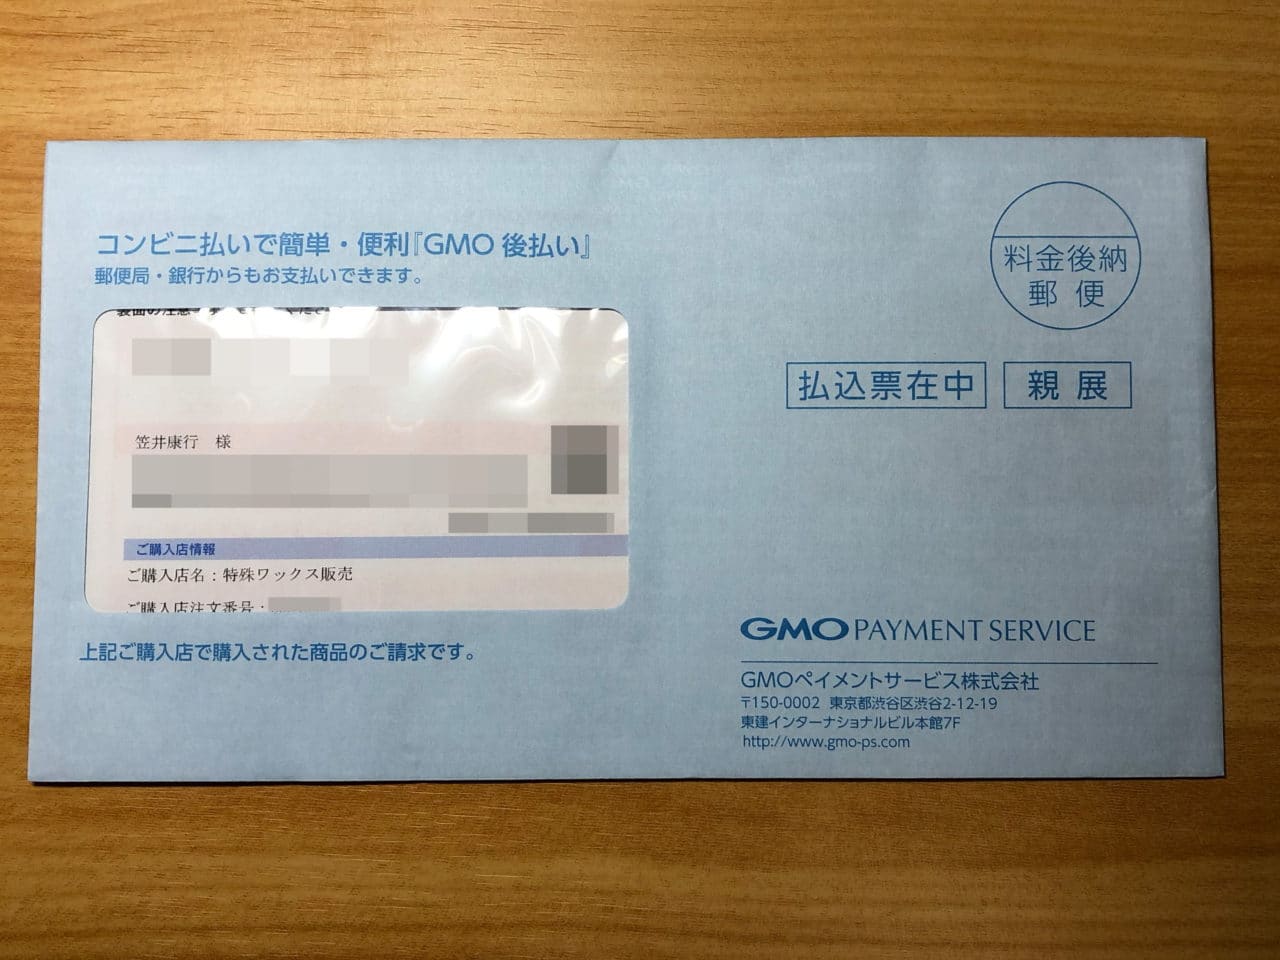 コンビニ払いで簡単・便利『GMO 後払い』
郵便局・銀行からもお支払いできます。
料金後納
郵便
払込票在中
親展
裏面の注意
笠井康行 様
ご購入店情報
ご購入店名：特殊ワックス販売
ご購入店注文番号：
上記ご購入店で購入された商品のご請求です。
GMO PAYMENT SERVICE
GMOペイメントサービス株式会社
〒150-0002 東京都渋谷区渋谷2-12-19
東建インターナショナルビル本館7F
http://www.gmo-ps.com